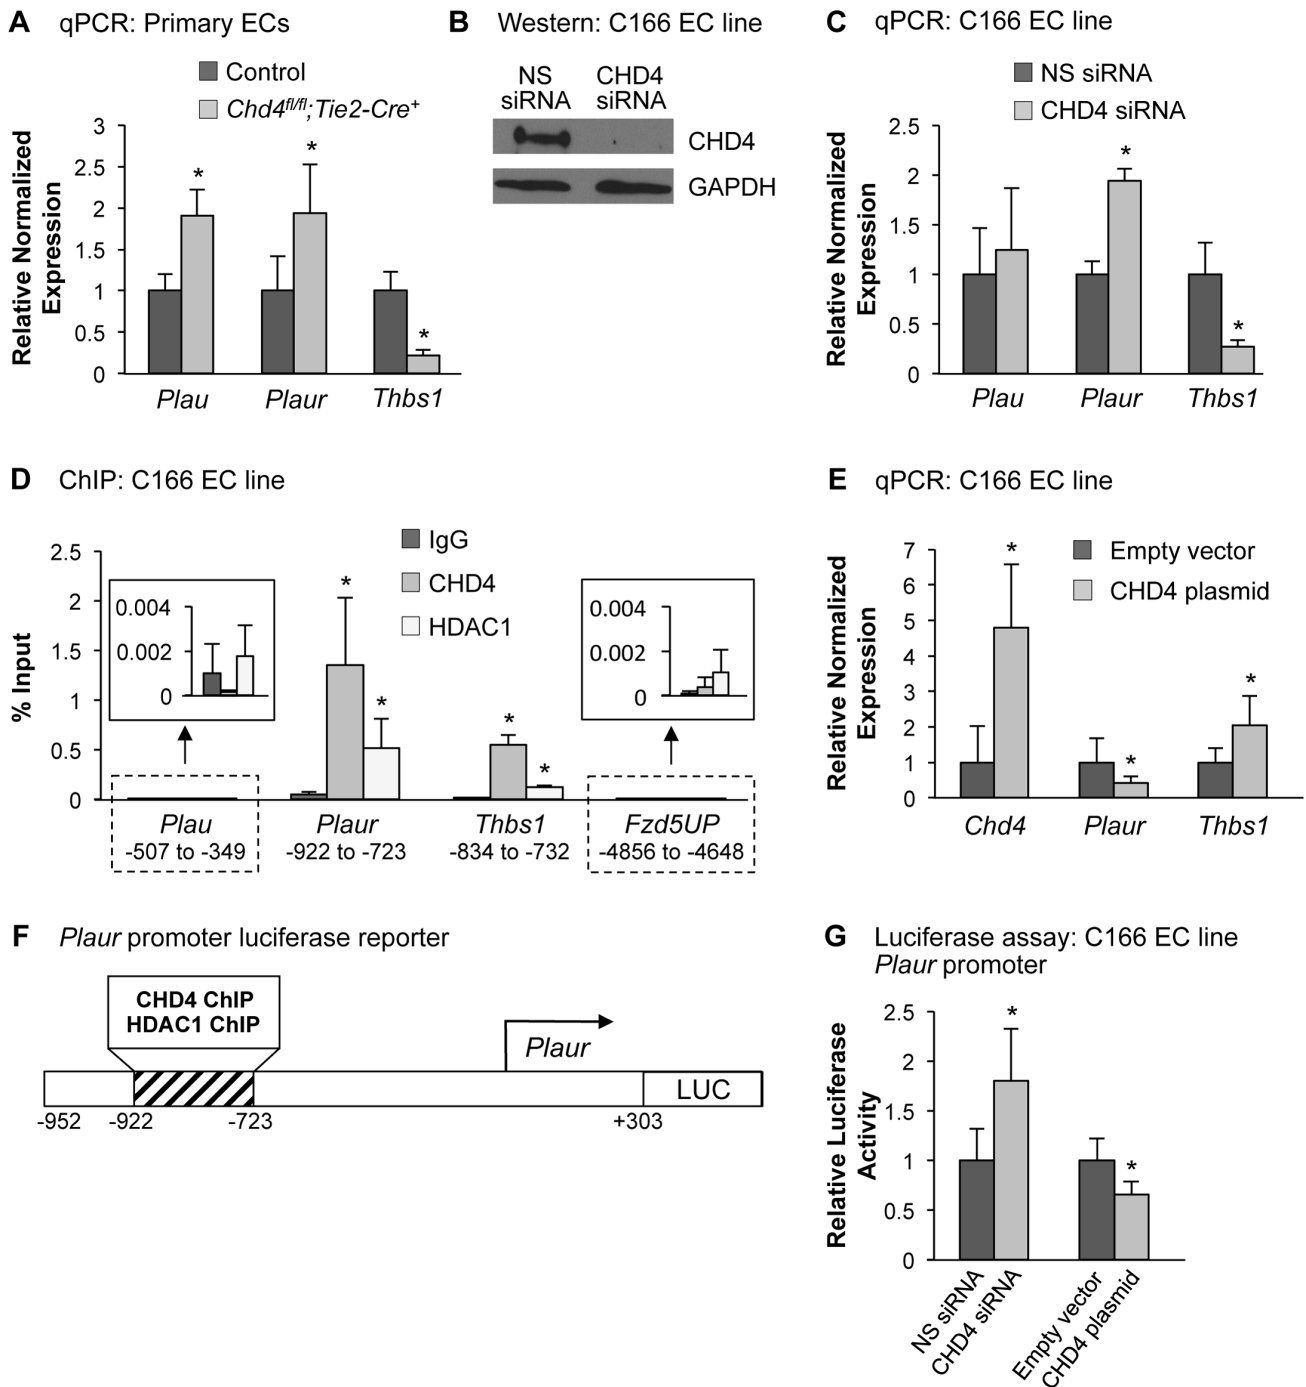 A qPCR: Primary ECs
Control
Chd4fl/fl;Tie2-Cre+
Relative Normalized
Expression
3
2.5
2
1.5
1
0.5
0
*
*
*
Plau Plaur Thbs1
B Western: C166 EC line
NS CHD4
siRNA siRNA
CHD4
GAPDH
C qPCR: C166 EC line
NS siRNA
CHD4 siRNA
Relative Normalized
Expression
2.5
2
1.5
1
0.5
0
*
*
Plau Plaur Thbs1
D ChIP: C166 EC line
IgG
CHD4
HDAC1
% Input
2.5
2
1.5
1
0.5
0
0.004
0.002
0
*
*
*
*
0.004
0.002
0
Plau Plaur Thbs1 Fzd5UP
-507 to -349 -922 to -723 -834 to -732 -4856 to -4648
E qPCR: C166 EC line
Empty vector
CHD4 plasmid
Relative Normalized
Expression
7
6
5
4
3
2
1
0
*
*
*
Chd4 Plaur Thbs1
F Plaur promoter luciferase reporter
CHD4 ChIP
HDAC1 ChIP
Plaur
LUC
-952 -922 -723 +303
G Luciferase assay: C166 EC line
Plaur promoter
Relative Luciferase
Activity
2.5
2
1.5
1
0.5
0
*
*
NS siRNA
CHD4 siRNA
Empty vector
CHD4 plasmid